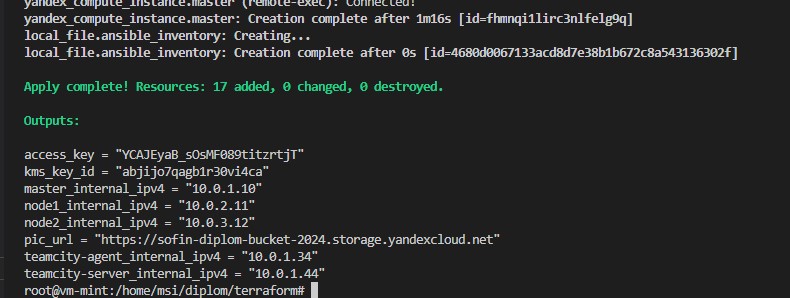 yandex_compute_instance.master (remote-exec): Connected!
yandex_compute_instance.master: Creation complete after 1m16s [id=fhmnqi1lirc3nlfelg9q]
local_file.ansible_inventory: Creating...
local_file.ansible_inventory: Creation complete after 0s [id=4680d0067133acd8d7e38b1b672c8a543136302f]
Apply complete! Resources: 17 added, 0 changed, 0 destroyed.
Outputs:
access_key = "YCAJEyaB_sOsMF089titzrtjT"
kms_key_id = "abjijo7qagb1r30vi4ca"
master_internal_ipv4 = "10.0.1.10"
node1_internal_ipv4 = "10.0.2.11"
node2_internal_ipv4 = "10.0.3.12"
pic_url = "https://sofin-diplom-bucket-2024.storage.yandexcloud.net"
teamcity-agent_internal_ipv4 = "10.0.1.34"
teamcity-server_internal_ipv4 = "10.0.1.44"
root@vm-mint:/home/msi/diplom/terraform#